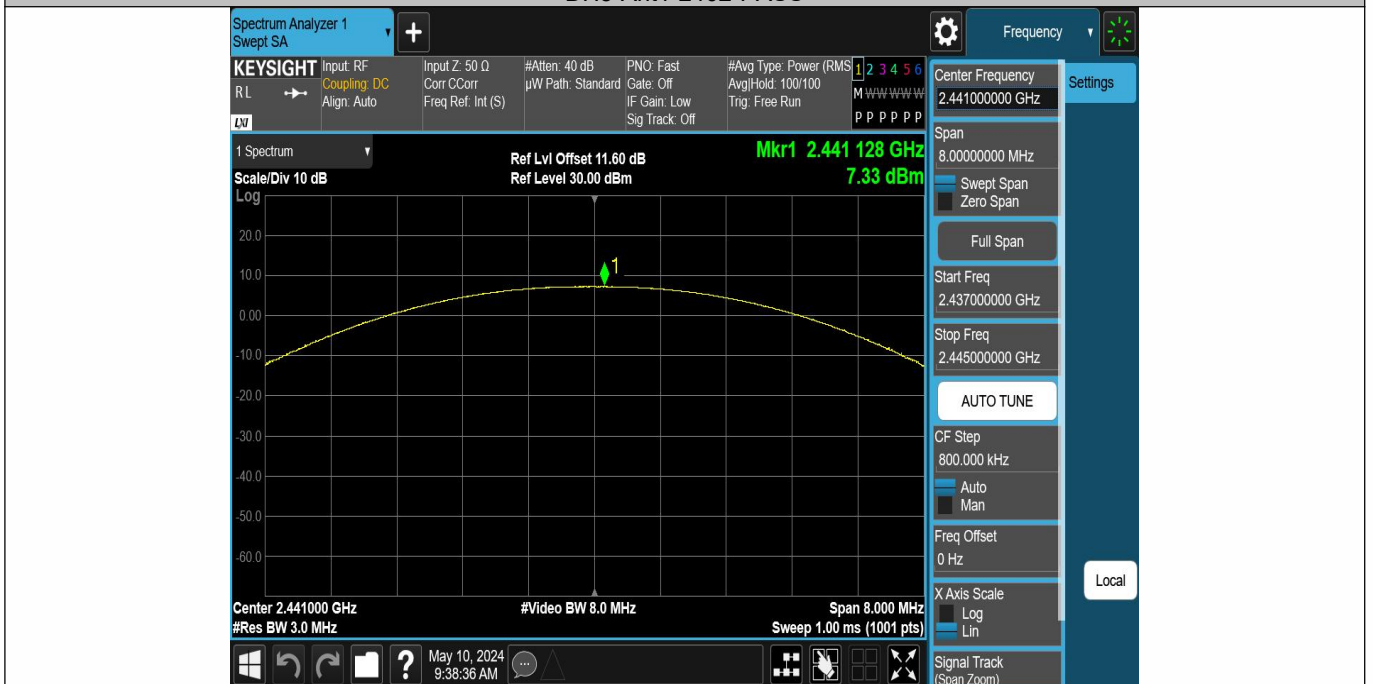 Spectrum Analyzer 1
Swept SA
+
Frequency
KEYSIGHT
RL
LXI
Input: RF
Coupling: DC
Align: Auto
Input Z: 50 Ω
Corr CCorr
Freq Ref: Int (S)
#Atten: 40 dB
µW Path: Standard
PNO: Fast
Gate: Off
IF Gain: Low
Sig Track: Off
#Avg Type: Power (RMS
Avg|Hold: 100/100
Trig: Free Run
1 2 3 4 5 6
M W W W W W
P P P P P P
1 Spectrum
Scale/Div 10 dB
Log
Ref Lvl Offset 11.60 dB
Ref Level 30.00 dBm
Mkr1 2.441 128 GHz
7.33 dBm
20.0
10.0
0.00
-10.0
-20.0
-30.0
-40.0
-50.0
-60.0
1
Center 2.441000 GHz
#Res BW 3.0 MHz
#Video BW 8.0 MHz
Span 8.000 MHz
Sweep 1.00 ms (1001 pts)
?
May 10, 2024
9:38:36 AM
Center Frequency
2.441000000 GHz
Span
8.00000000 MHz
Swept Span
Zero Span
Full Span
Start Freq
2.437000000 GHz
Stop Freq
2.445000000 GHz
AUTO TUNE
CF Step
800.000 kHz
Auto
Man
Freq Offset
0 Hz
X Axis Scale
Log
Lin
Signal Track
(Span Zoom)
Settings
Local